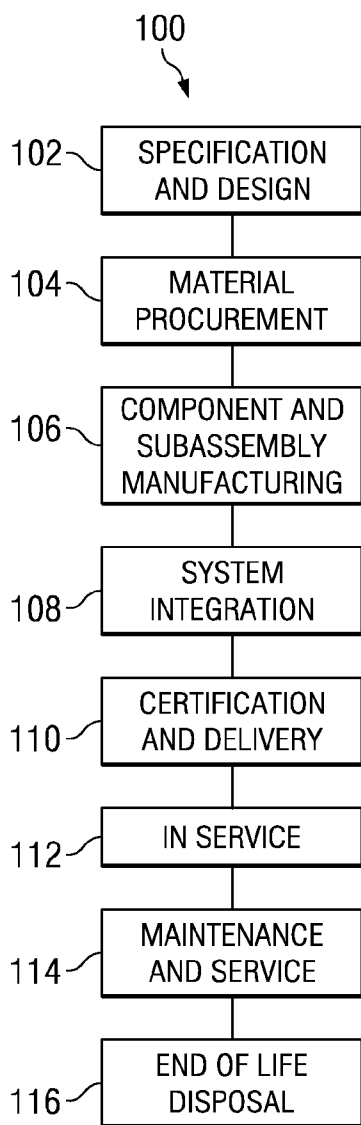 100
102
SPECIFICATION
AND DESIGN
104
MATERIAL
PROCUREMENT
106
COMPONENT AND
SUBASSEMBLY
MANUFACTURING
108
SYSTEM
INTEGRATION
110
CERTIFICATION
AND DELIVERY
112
IN SERVICE
114
MAINTENANCE
AND SERVICE
116
END OF LIFE
DISPOSAL